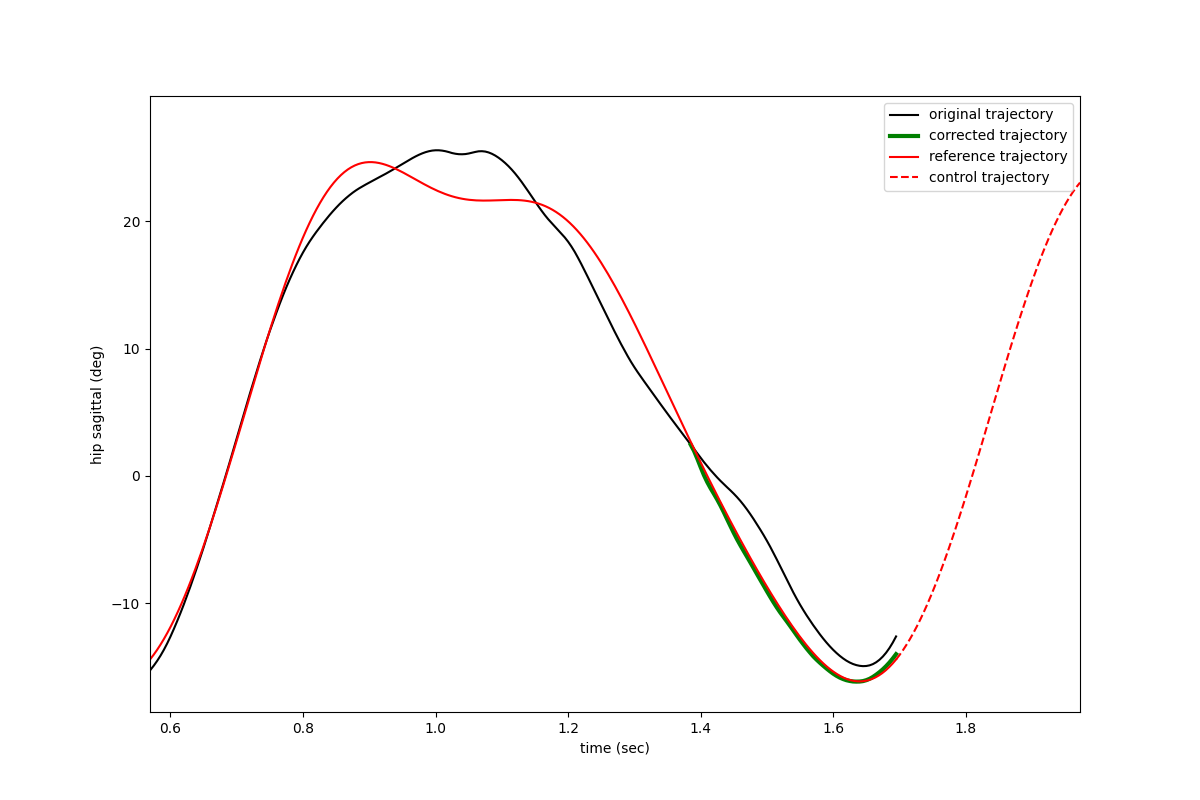 original trajectory
corrected trajectory
reference trajectory
control trajectory
hip sagittal (deg)
20
10
0
−10
0.6 0.8 1.0 1.2 1.4 1.6 1.8
time (sec)